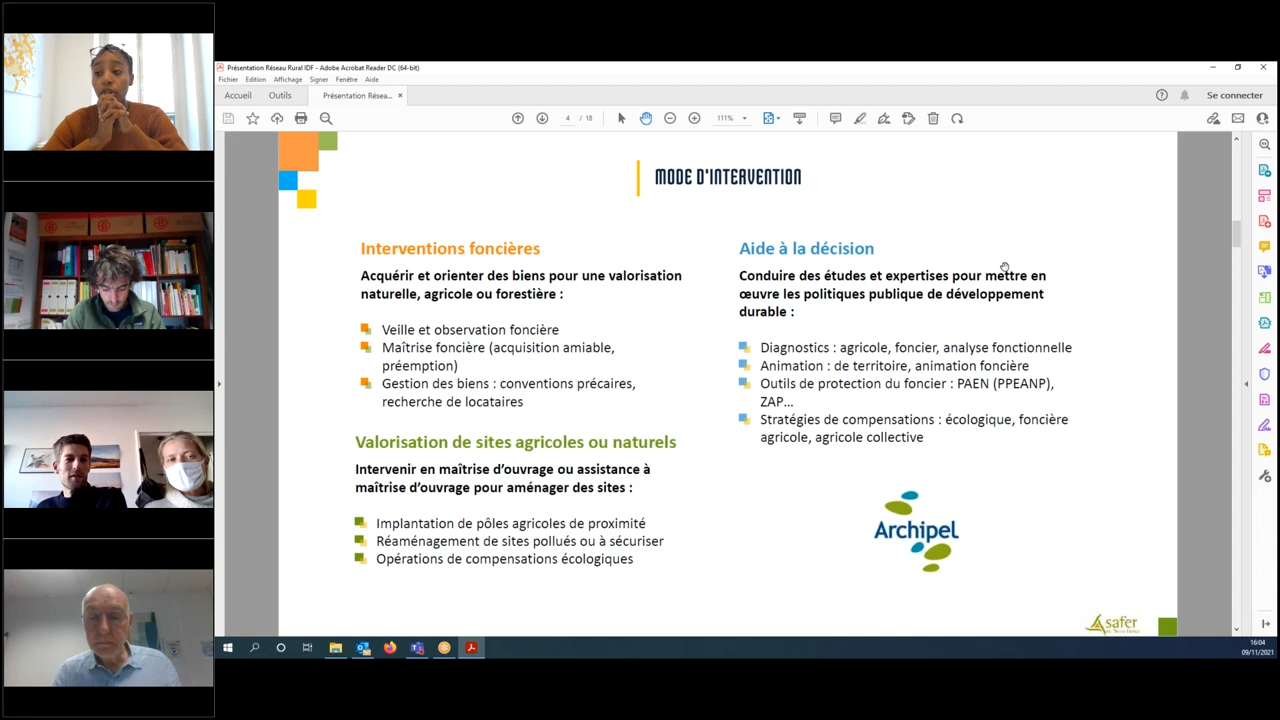 Présentation Réseau Rural IDF - Adobe Acrobat Reader DC (64-bit)
Fichier Edition Affichage Signer Fenêtre Aide
Accueil Outils Présentation Résea... × Se connecter
4 / 18 111%
MODE D'INTERVENTION
Interventions foncières
Acquérir et orienter des biens pour une valorisation
naturelle, agricole ou forestière :
Veille et observation foncière
Maîtrise foncière (acquisition amiable,
préemption)
Gestion des biens : conventions précaires,
recherche de locataires
Valorisation de sites agricoles ou naturels
Intervenir en maîtrise d’ouvrage ou assistance à
maîtrise d’ouvrage pour aménager des sites :
Implantation de pôles agricoles de proximité
Réaménagement de sites pollués ou à sécuriser
Opérations de compensations écologiques
Aide à la décision
Conduire des études et expertises pour mettre en
œuvre les politiques publique de développement
durable :
Diagnostics : agricole, foncier, analyse fonctionnelle
Animation : de territoire, animation foncière
Outils de protection du foncier : PAEN (PPEANP),
ZAP…
Stratégies de compensations : écologique, foncière
agricole, agricole collective
Archipel
safer
16:04
09/11/2021